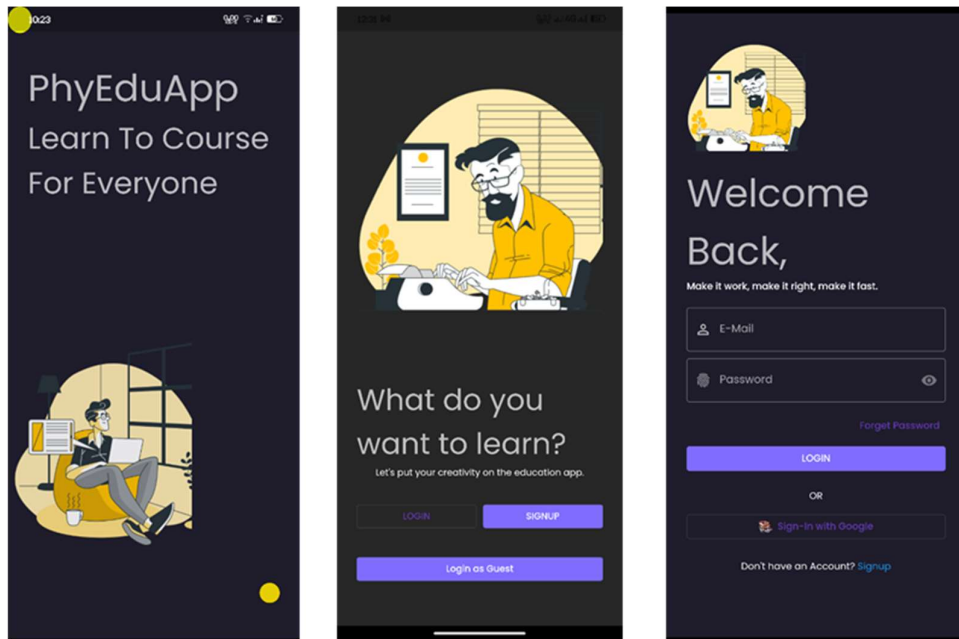 10:23
PhyEduApp
Learn To Course
For Everyone
What do you
want to learn?
Let's put your creativity on the education app.
LOGIN
SIGNUP
Login as Guest
Welcome
Back,
Make it work, make it right, make it fast.
E-Mail
Password
Forget Password
LOGIN
OR
Sign-In with Google
Don't have an Account? Signup